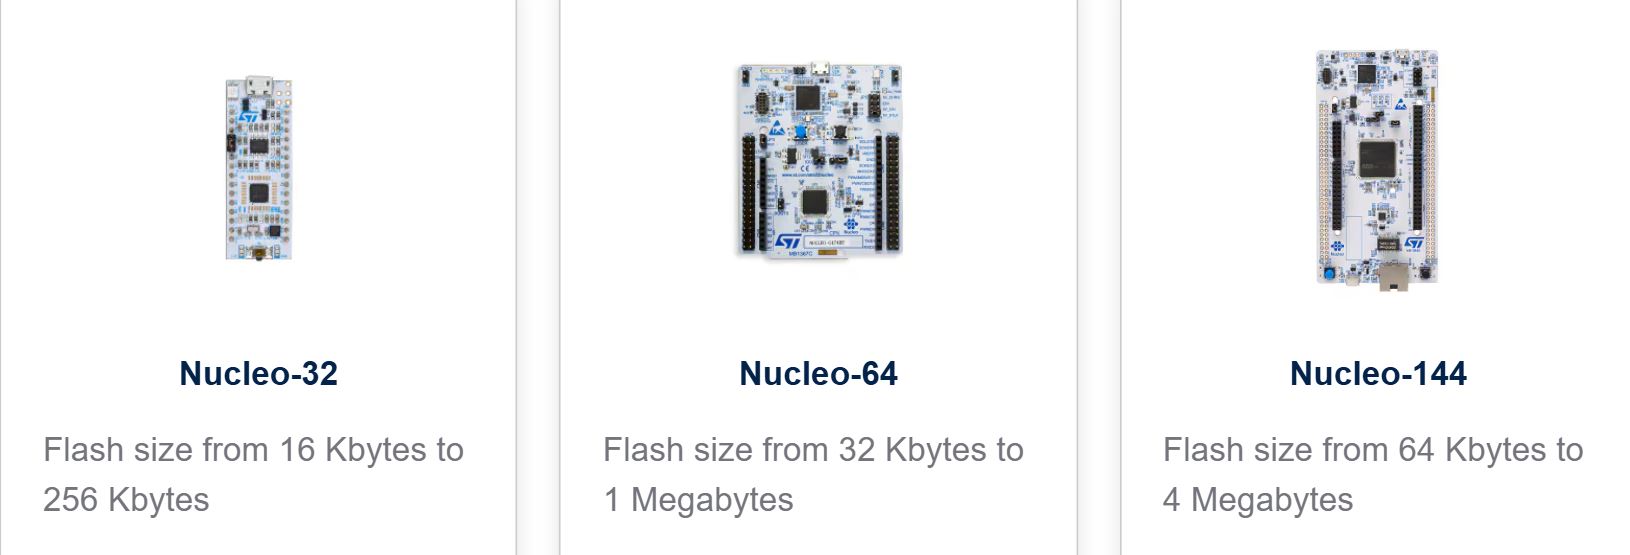 Nucleo-32
Flash size from 16 Kbytes to
256 Kbytes
Nucleo-64
Flash size from 32 Kbytes to
1 Megabytes
Nucleo-144
Flash size from 64 Kbytes to
4 Megabytes